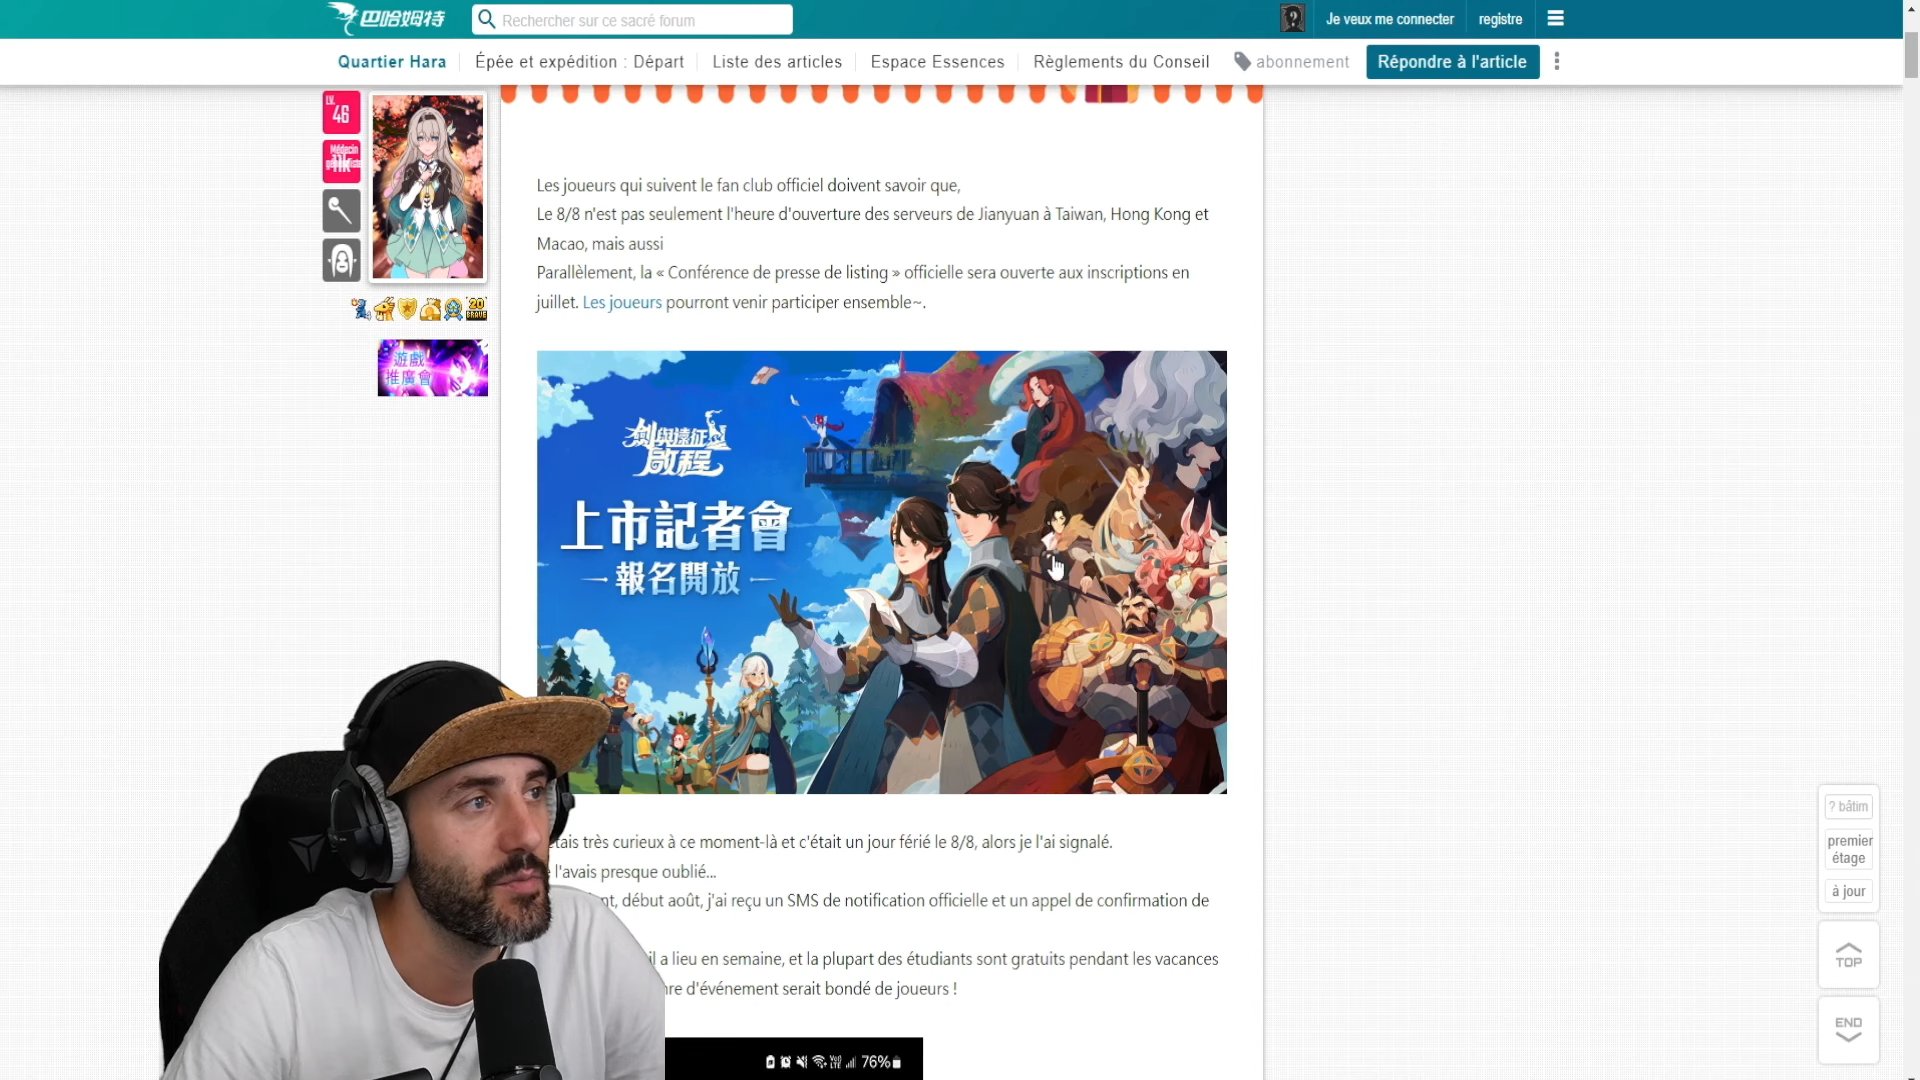 巴哈姆特
Rechercher sur ce sacré forum
Je veux me connecter
registre
Quartier Hara
Épée et expédition : Départ
Liste des articles
Espace Essences
Règlements du Conseil
abonnement
Répondre à l'article
LV.
46
Médecin
11K
20
BRAVE
遊戲
推廣會
Les joueurs qui suivent le fan club officiel doivent savoir que,
Le 8/8 n'est pas seulement l'heure d'ouverture des serveurs de Jianyuan à Taiwan, Hong Kong et
Macao, mais aussi
Parallèlement, la « Conférence de presse de listing » officielle sera ouverte aux inscriptions en
juillet. Les joueurs pourront venir participer ensemble~.
劍與遠征
啟程
上市記者會
報名開放
tais très curieux à ce moment-là et c'était un jour férié le 8/8, alors je l'ai signalé.
l'avais presque oublié...
nt, début août, j'ai reçu un SMS de notification officielle et un appel de confirmation de
il a lieu en semaine, et la plupart des étudiants sont gratuits pendant les vacances
re d'événement serait bondé de joueurs !
76%
? bâtim
premier
étage
à jour
TOP
END